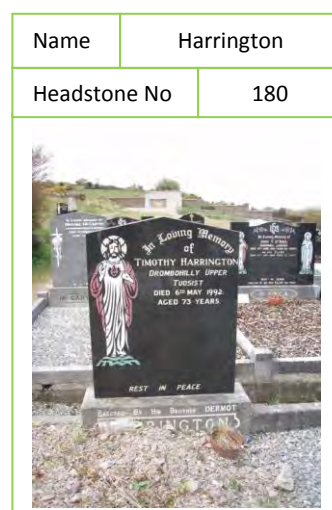 Name Harrington
Headstone No 180
In Loving Memory
of
TIMOTHY HARRINGTON
DROMBOHILLY UPPER
TUOSIST
DIED 6TH MAY 1992
AGED 73 YEARS
REST IN PEACE
ERECTED BY HIS BROTHER DERMOT
HARRINGTON